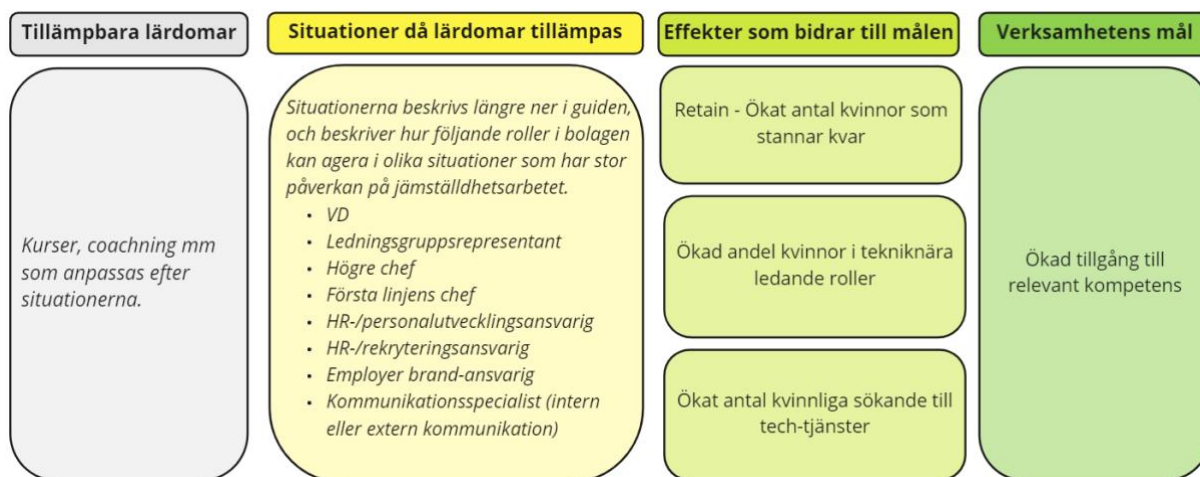 Tillämpbara lärdomar
Situationer då lärdomar tillämpas
Effekter som bidrar till målen
Verksamhetens mål
Kurser, coachning mm
som anpassas efter
situationerna.
Situationerna beskrivs längre ner i guiden,
och beskriver hur följande roller i bolagen
kan agera i olika situationer som har stor
påverkan på jämställdhetsarbetet.
• VD
• Ledningsgruppsrepresentant
• Högre chef
• Första linjens chef
• HR-/personalutvecklingsansvarig
• HR-/rekryteringsansvarig
• Employer brand-ansvarig
• Kommunikationsspecialist (intern
eller extern kommunikation)
Retain - Ökat antal kvinnor som
stannar kvar
Ökad andel kvinnor i tekniknära
ledande roller
Ökat antal kvinnliga sökande till
tech-tjänster
Ökad tillgång till
relevant kompetens